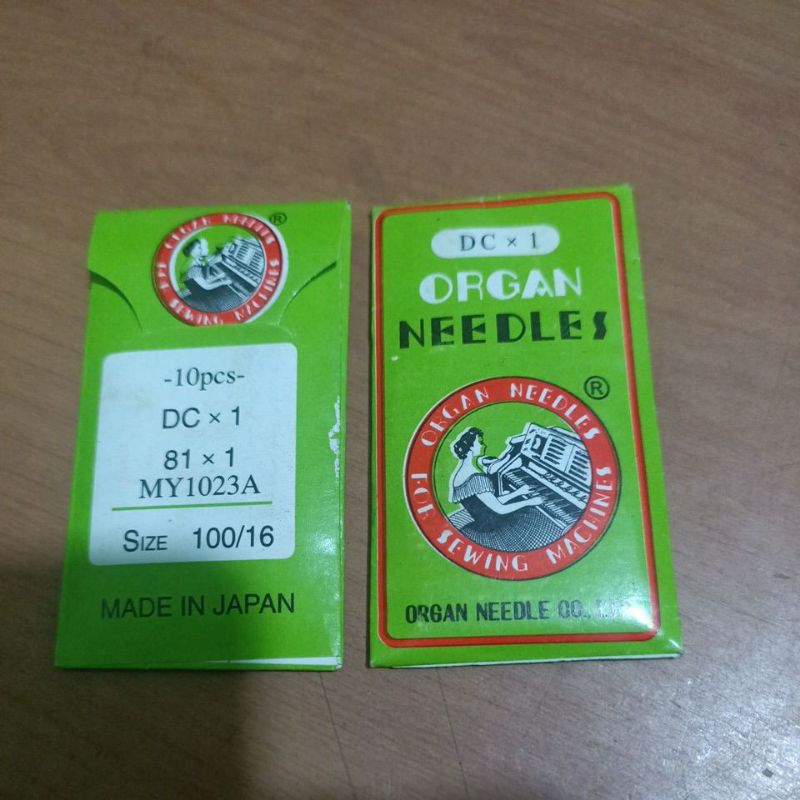 ORGAN NEEDLES ®
FOR SEWING MACHINES
-10pcs-
DC × 1
81 × 1
MY1023A
SIZE 100/16
MADE IN JAPAN
DC × 1
ORGAN
NEEDLES
®
ORGAN NEEDLES
FOR SEWING MACHINES
ORGAN NEEDLE CO.,